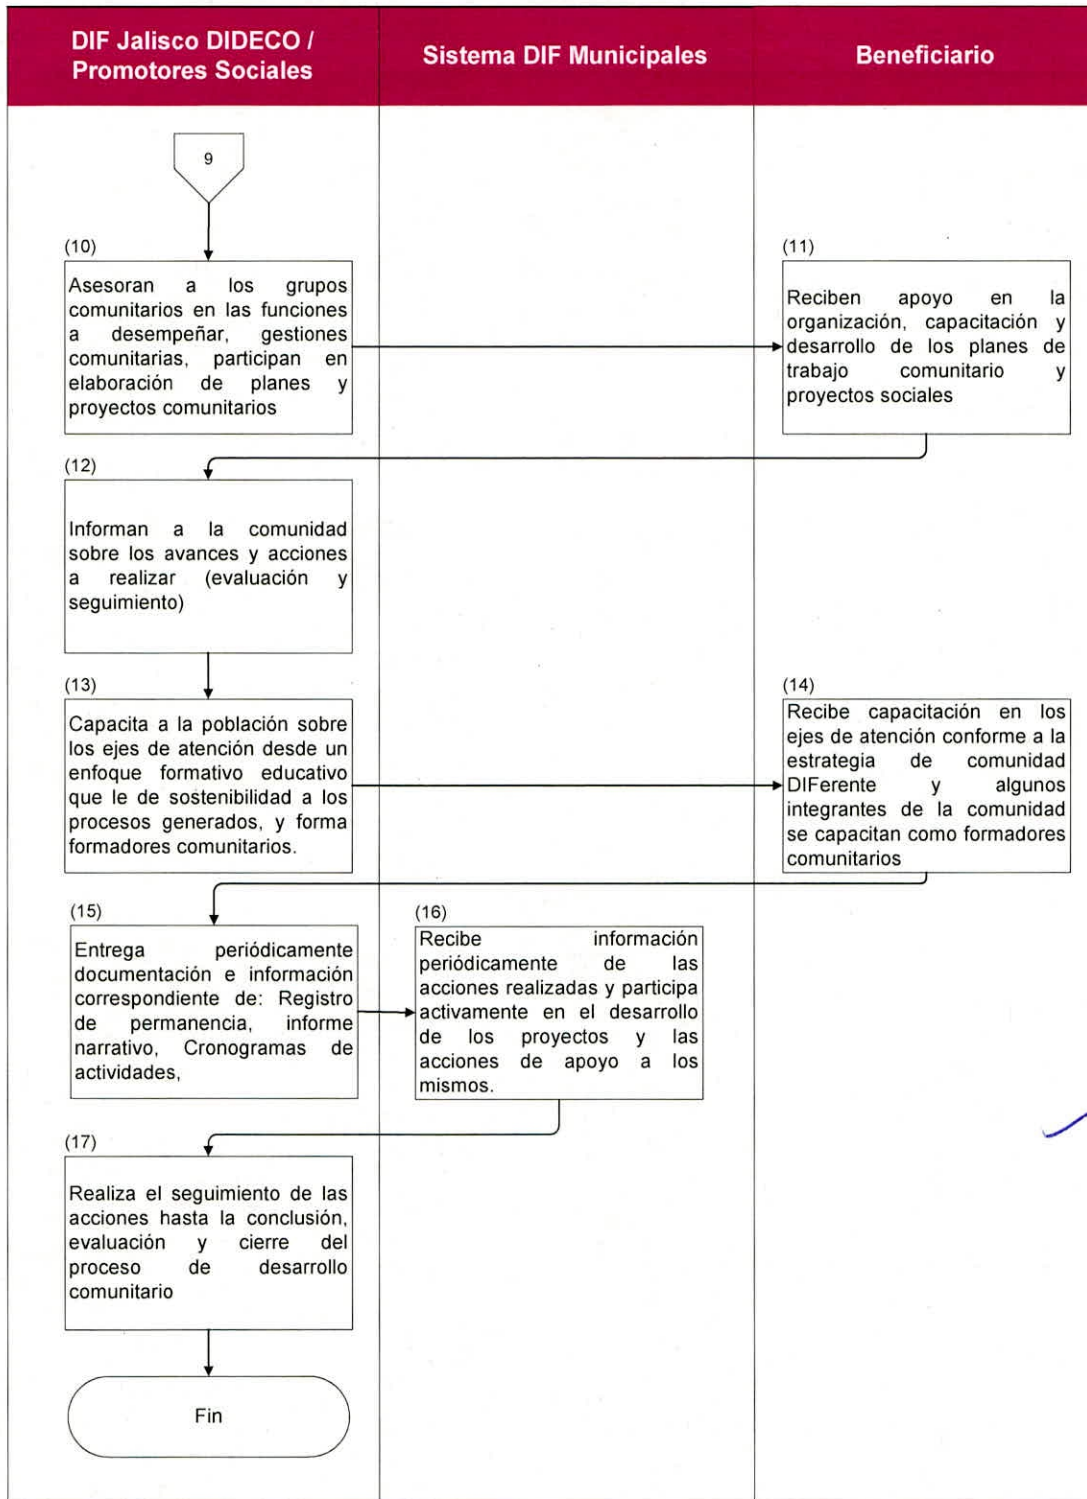 DIF Jalisco DIDECO /
Promotores Sociales
Sistema DIF Municipales
Beneficiario
9
(10)
Asesoran a los grupos
comunitarios en las funciones
a desempeñar, gestiones
comunitarias, participan en
elaboración de planes y
proyectos comunitarios
(11)
Reciben apoyo en la
organización, capacitación y
desarrollo de los planes de
trabajo comunitario y
proyectos sociales
(12)
Informan a la comunidad
sobre los avances y acciones
a realizar (evaluación y
seguimiento)
(13)
Capacita a la población sobre
los ejes de atención desde un
enfoque formativo educativo
que le de sostenibilidad a los
procesos generados, y forma
formadores comunitarios.
(14)
Recibe capacitación en los
ejes de atención conforme a la
estrategia de comunidad
DIFerente y algunos
integrantes de la comunidad
se capacitan como formadores
comunitarios
(15)
Entrega periódicamente
documentación e información
correspondiente de: Registro
de permanencia, informe
narrativo, Cronogramas de
actividades,
(16)
Recibe información
periódicamente de las
acciones realizadas y participa
activamente en el desarrollo
de los proyectos y las
acciones de apoyo a los
mismos.
(17)
Realiza el seguimiento de las
acciones hasta la conclusión,
evaluación y cierre del
proceso de desarrollo
comunitario
Fin